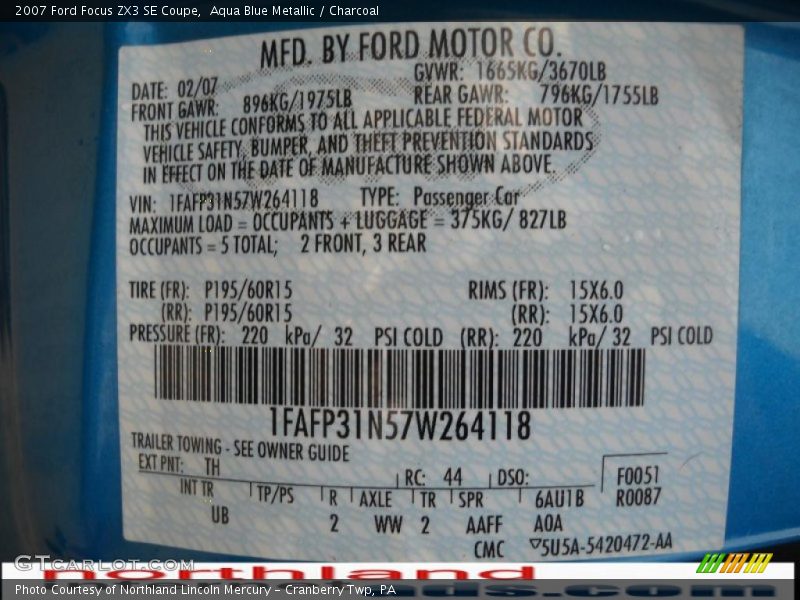 2007 Ford Focus ZX3 SE Coupe,  Aqua Blue Metallic / Charcoal
MFD. BY FORD MOTOR CO.
DATE: 02/07 GVWR: 1665KG/3670LB
FRONT GAWR: 896KG/1975LB REAR GAWR: 796KG/1755LB
THIS VEHICLE CONFORMS TO ALL APPLICABLE FEDERAL MOTOR
VEHICLE SAFETY, BUMPER, AND THEFT PREVENTION STANDARDS
IN EFFECT ON THE DATE OF MANUFACTURE SHOWN ABOVE.
VIN: 1FAFP31N57W264118 TYPE: Passenger Car
MAXIMUM LOAD = OCCUPANTS + LUGGAGE = 375KG/ 827LB
OCCUPANTS = 5 TOTAL; 2 FRONT, 3 REAR
TIRE (FR): P195/60R15 RIMS (FR): 15X6.0
(RR): P195/60R15 (RR): 15X6.0
PRESSURE (FR): 220 kPa/ 32 PSI COLD (RR): 220 kPa/ 32 PSI COLD
1FAFP31N57W264118
TRAILER TOWING - SEE OWNER GUIDE
EXT PNT: TH RC: 44 DSO: F0051
INT TR TP/PS R AXLE TR SPR 6AU1B R0087
UB 2 WW 2 AAFF A0A
CMC ▽5U5A-5420472-AA
GTCarLot.com
northland
Photo Courtesy of Northland Lincoln Mercury - Cranberry Twp, PA